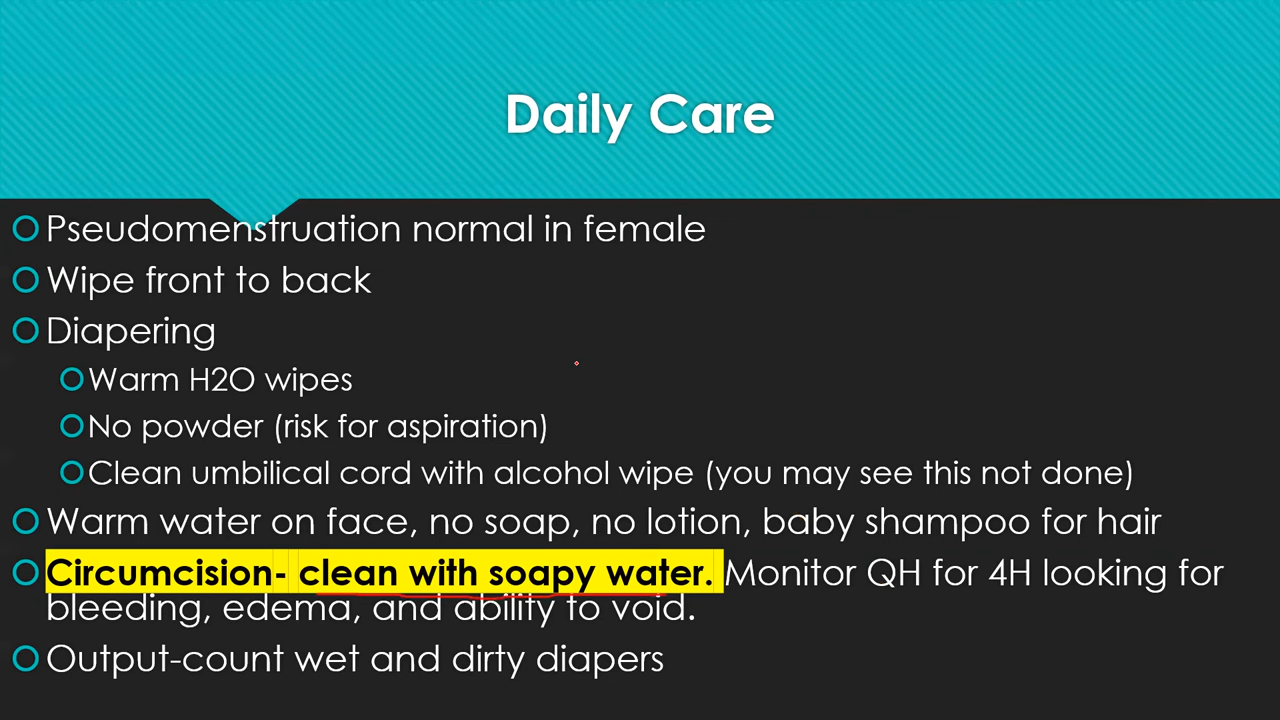 Daily Care
Pseudomenstruation normal in female
Wipe front to back
Diapering
Warm H2O wipes
No powder (risk for aspiration)
Clean umbilical cord with alcohol wipe (you may see this not done)
Warm water on face, no soap, no lotion, baby shampoo for hair
Circumcision- clean with soapy water. Monitor QH for 4H looking for
bleeding, edema, and ability to void.
Output-count wet and dirty diapers